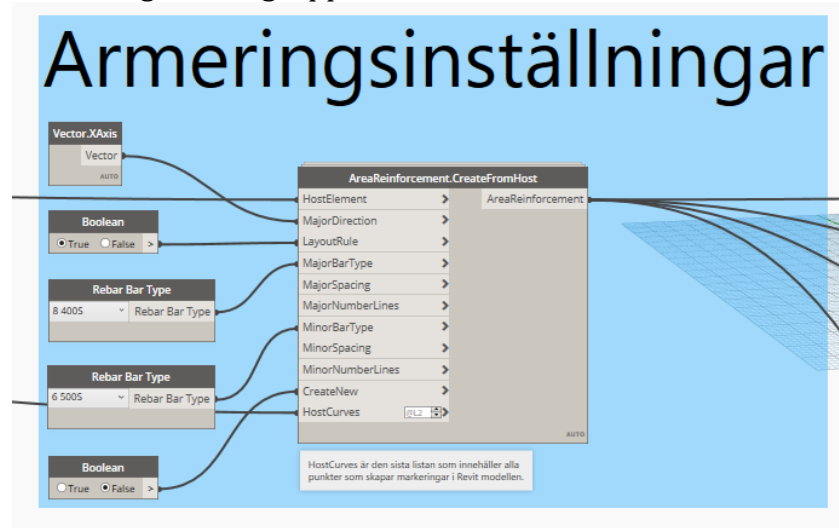 Armeringsinställningar
Vector.XAxis
Vector
AUTO
Boolean
True False >
Rebar Bar Type
8 400S Rebar Bar Type
Rebar Bar Type
6 500S Rebar Bar Type
Boolean
True False >
AreaReinforcement.CreateFromHost
HostElement > AreaReinforcement
MajorDirection >
LayoutRule >
MajorBarType >
MajorSpacing >
MajorNumberLines >
MinorBarType >
MinorSpacing >
MinorNumberLines >
CreateNew >
HostCurves @L2 >
AUTO
HostCurves är den sista listan som innehåller alla
punkter som skapar markeringar i Revit modellen.